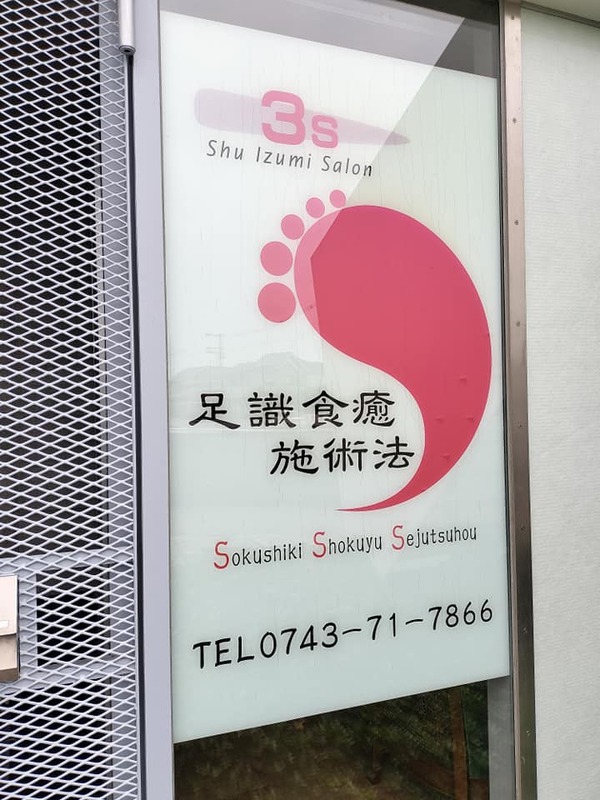 3s
Shu Izumi Salon
足識食癒
施術法
Sokushiki Shokuyu Sejutsuhou
TEL0743-71-7866